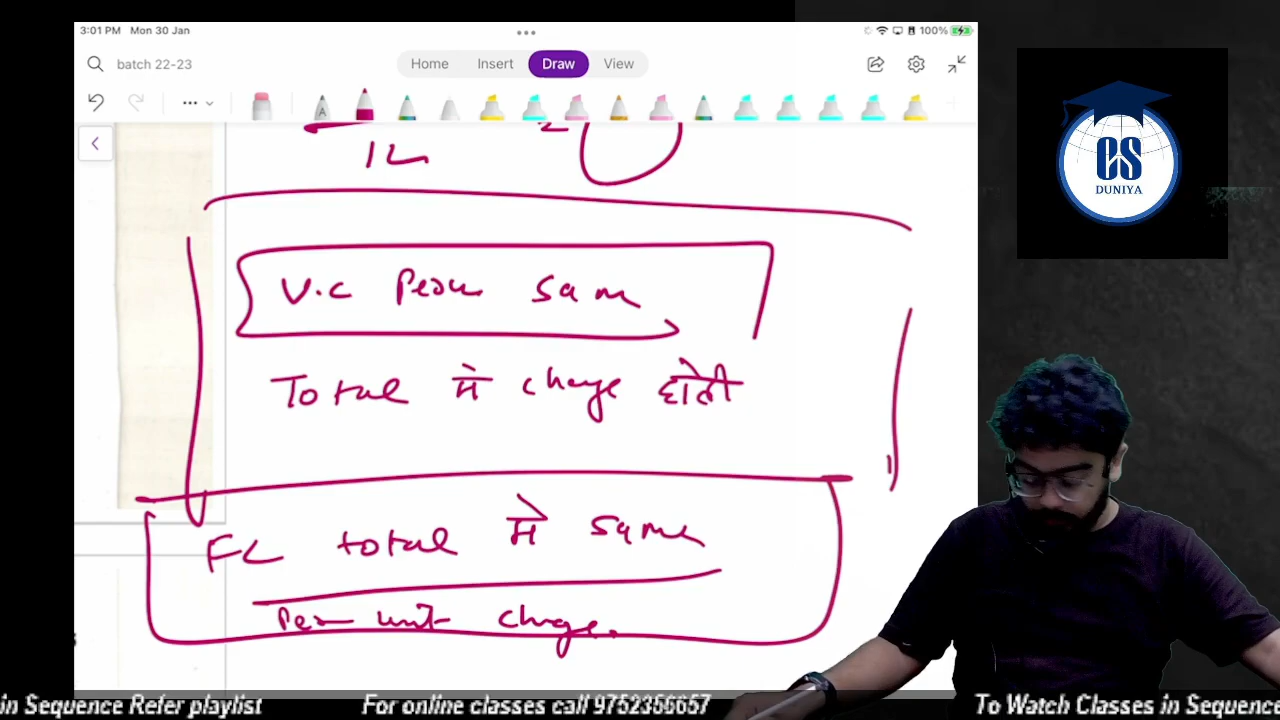 3:01 PM Mon 30 Jan
100%
batch 22-23
Home Insert Draw View
A
12
V.C Per u Same
Total में change होती
FC total में same
Per unit change.
CS
DUNIYA
in Sequence Refer playlist For online classes call 9752356657 To Watch Classes in Sequence